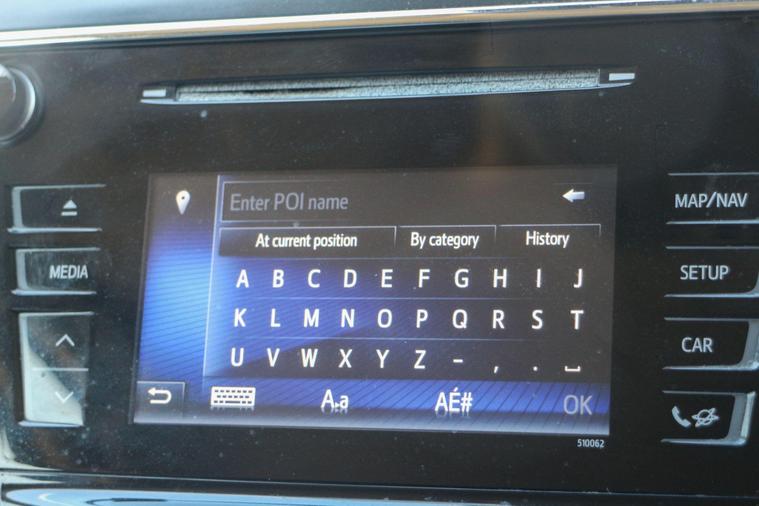 Enter POI name
At current position By category History
A B C D E F G H I J
K L M N O P Q R S T
U V W X Y Z - , . ⎵
A.a AÉ# OK
MEDIA
MAP/NAV
SETUP
CAR
510062